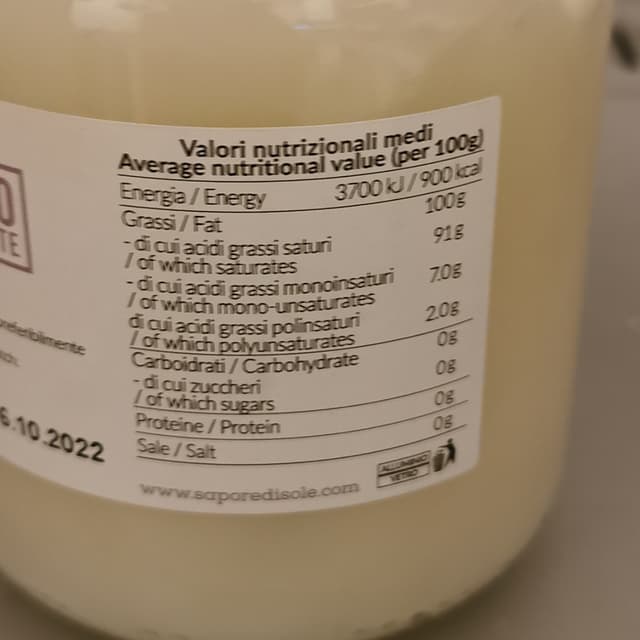 Valori nutrizionali medi
Average nutritional value (per 100g)
Energia / Energy 3700 kJ / 900 kcal
Grassi / Fat 100g
- di cui acidi grassi saturi 91g
/ of which saturates
- di cui acidi grassi monoinsaturi 7.0g
/ of which mono-unsaturates
di cui acidi grassi polinsaturi 2.0g
/ of which polyunsaturates
Carboidrati / Carbohydrate 0g
- di cui zuccheri 0g
/ of which sugars
Proteine / Protein 0g
Sale / Salt 0g
www.saporedisole.com
ALLUMINIO
VETRO
6.10.2022